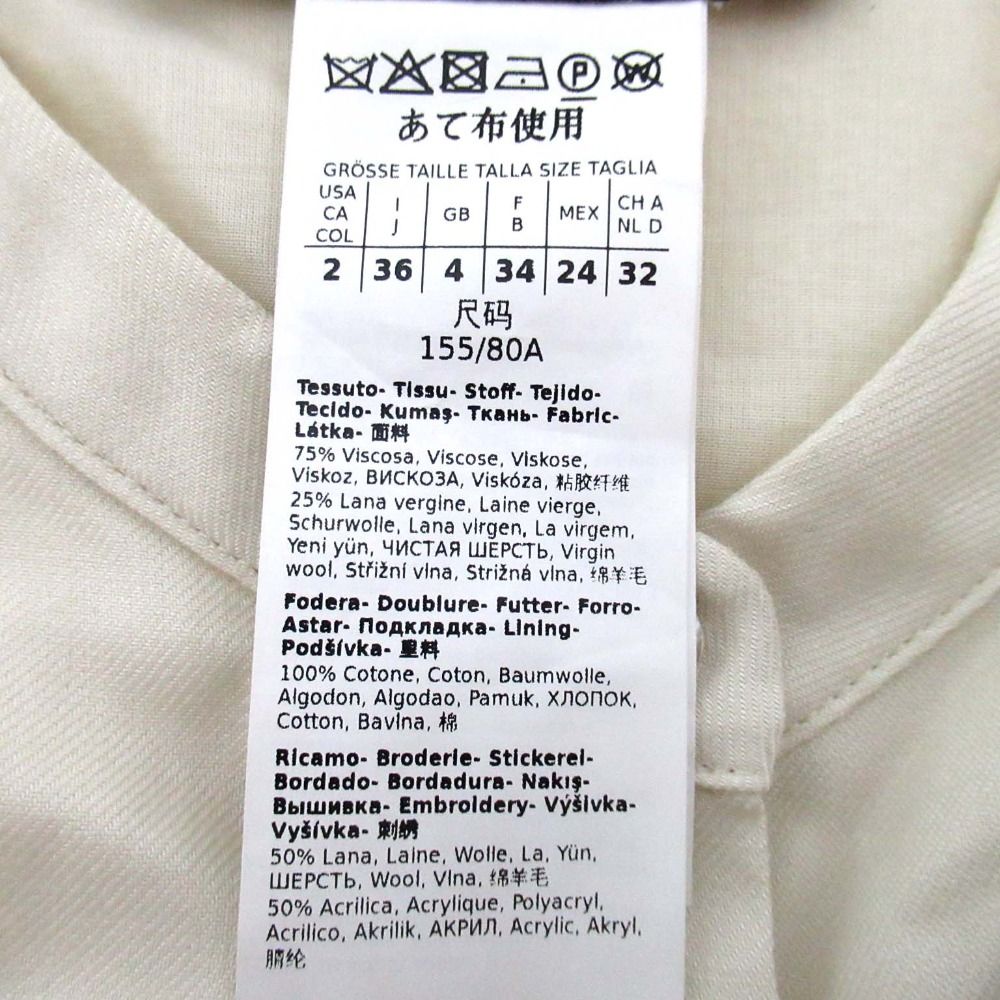 P W
あて布使用
GRÖSSE TAILLE TALLA SIZE TAGLIA
USA CA COL | I J | GB | F B | MEX | CH A NL D
2 | 36 | 4 | 34 | 24 | 32
尺码
155/80A
Tessuto- Tissu- Stoff- Tejido-
Tecido- Kumaş- Ткань- Fabric-
Látka- 面料
75% Viscosa, Viscose, Viskose,
Viskoz, ВИСКОЗА, Viskóza, 粘胶纤维
25% Lana vergine, Laine vierge,
Schurwolle, Lana virgen, La virgem,
Yeni yün, ЧИСТАЯ ШЕРСТЬ, Virgin
wool, Střižní vlna, Strižná vlna, 绵羊毛
Fodera- Doublure- Futter- Forro-
Astar- Подкладка- Lining-
Podšívka- 里料
100% Cotone, Coton, Baumwolle,
Algodon, Algodao, Pamuk, ХЛОПОК,
Cotton, Bavlna, 棉
Ricamo- Broderie- Stickerei-
Bordado- Bordadura- Nakış-
Вышивка- Embroidery- Výšivka-
Vyšívka- 刺绣
50% Lana, Laine, Wolle, La, Yün,
ШЕРСТЬ, Wool, Vlna, 绵羊毛
50% Acrilica, Acrylique, Polyacryl,
Acrilico, Akrilik, АКРИЛ, Acrylic, Akryl,
腈纶